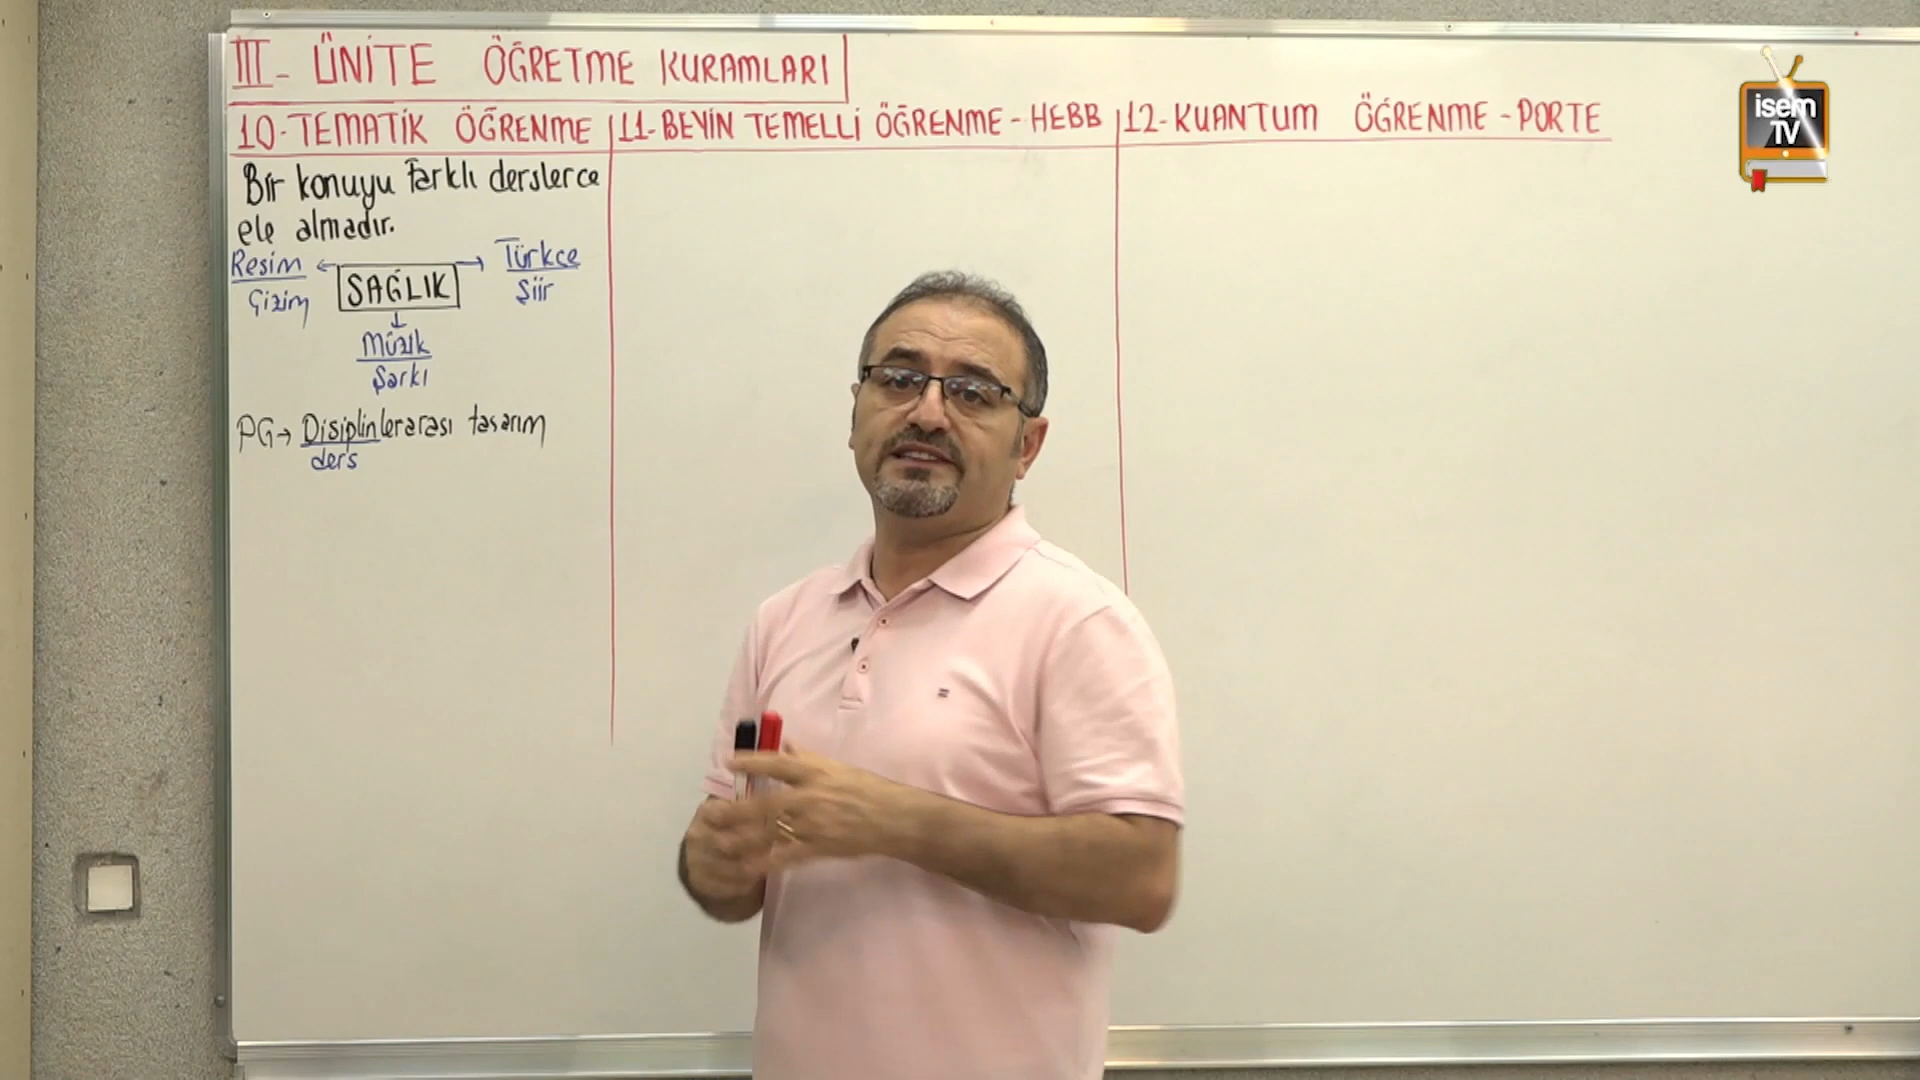 III- ÜNİTE ÖĞRETME KURAMLARI
10-TEMATİK ÖĞRENME
Bir konuyu farklı derslerce
ele almadır.
Resim ← SAĞLIK → Türkçe
Çizim
Şiir
↓
Müzik
Şarkı
PG→ Disiplinlerarası tasarım
ders
11-BEYİN TEMELLİ ÖĞRENME-HEBB
12-KUANTUM ÖĞRENME-PORTE
isem
TV